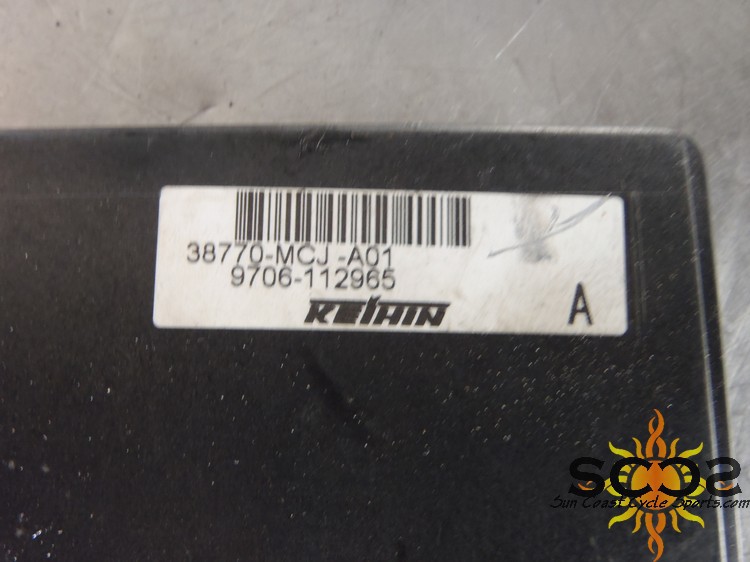 38770-MCJ -A01
9706-112965
KEIHIN
A
SCCS
Sun Coast Cycle Sports.com